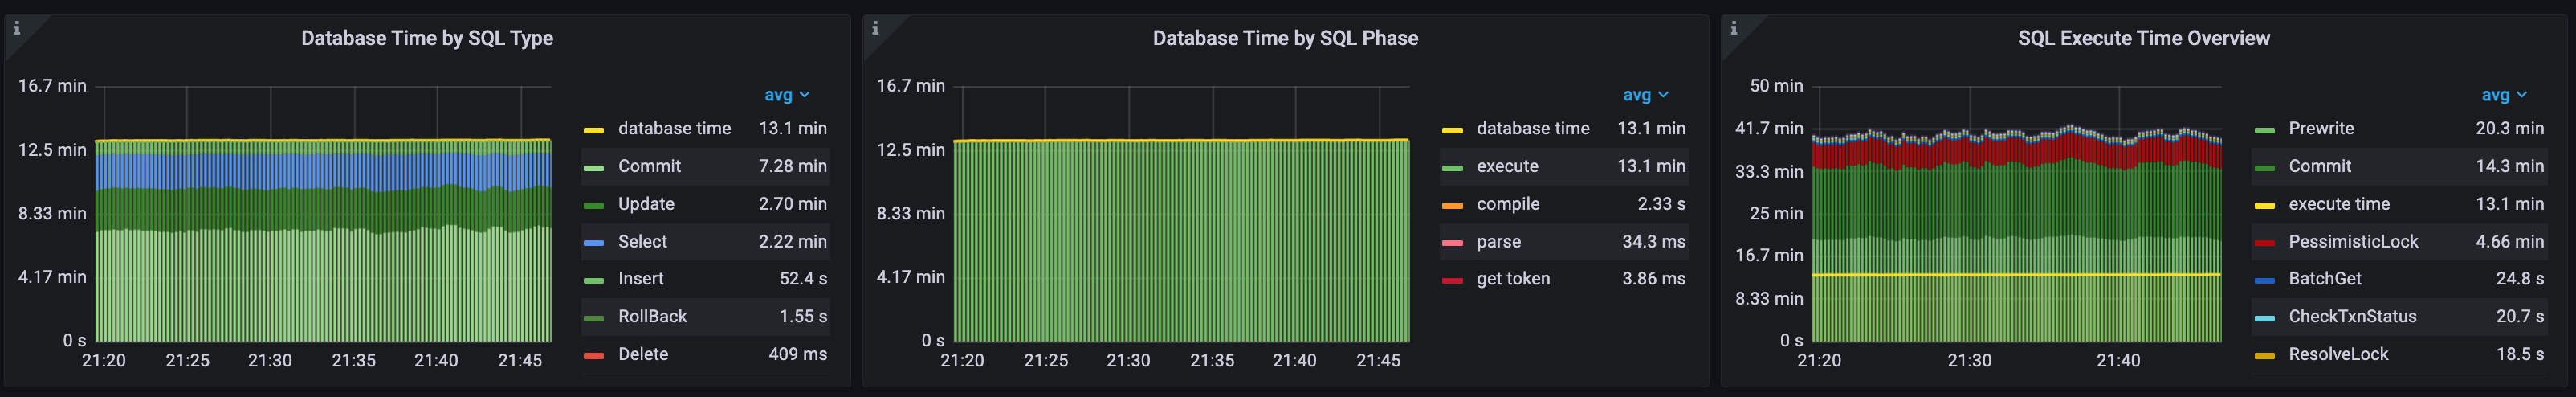 Database Time by SQL Type
16.7 min
12.5 min
8.33 min
4.17 min
0 s
21:20 21:25 21:30 21:35 21:40 21:45
avg
database time 13.1 min
Commit 7.28 min
Update 2.70 min
Select 2.22 min
Insert 52.4 s
RollBack 1.55 s
Delete 409 ms
Database Time by SQL Phase
16.7 min
12.5 min
8.33 min
4.17 min
0 s
21:20 21:25 21:30 21:35 21:40 21:45
avg
database time 13.1 min
execute 13.1 min
compile 2.33 s
parse 34.3 ms
get token 3.86 ms
SQL Execute Time Overview
50 min
41.7 min
33.3 min
25 min
16.7 min
8.33 min
0 s
21:20 21:30 21:40
avg
Prewrite 20.3 min
Commit 14.3 min
execute time 13.1 min
PessimisticLock 4.66 min
BatchGet 24.8 s
CheckTxnStatus 20.7 s
ResolveLock 18.5 s